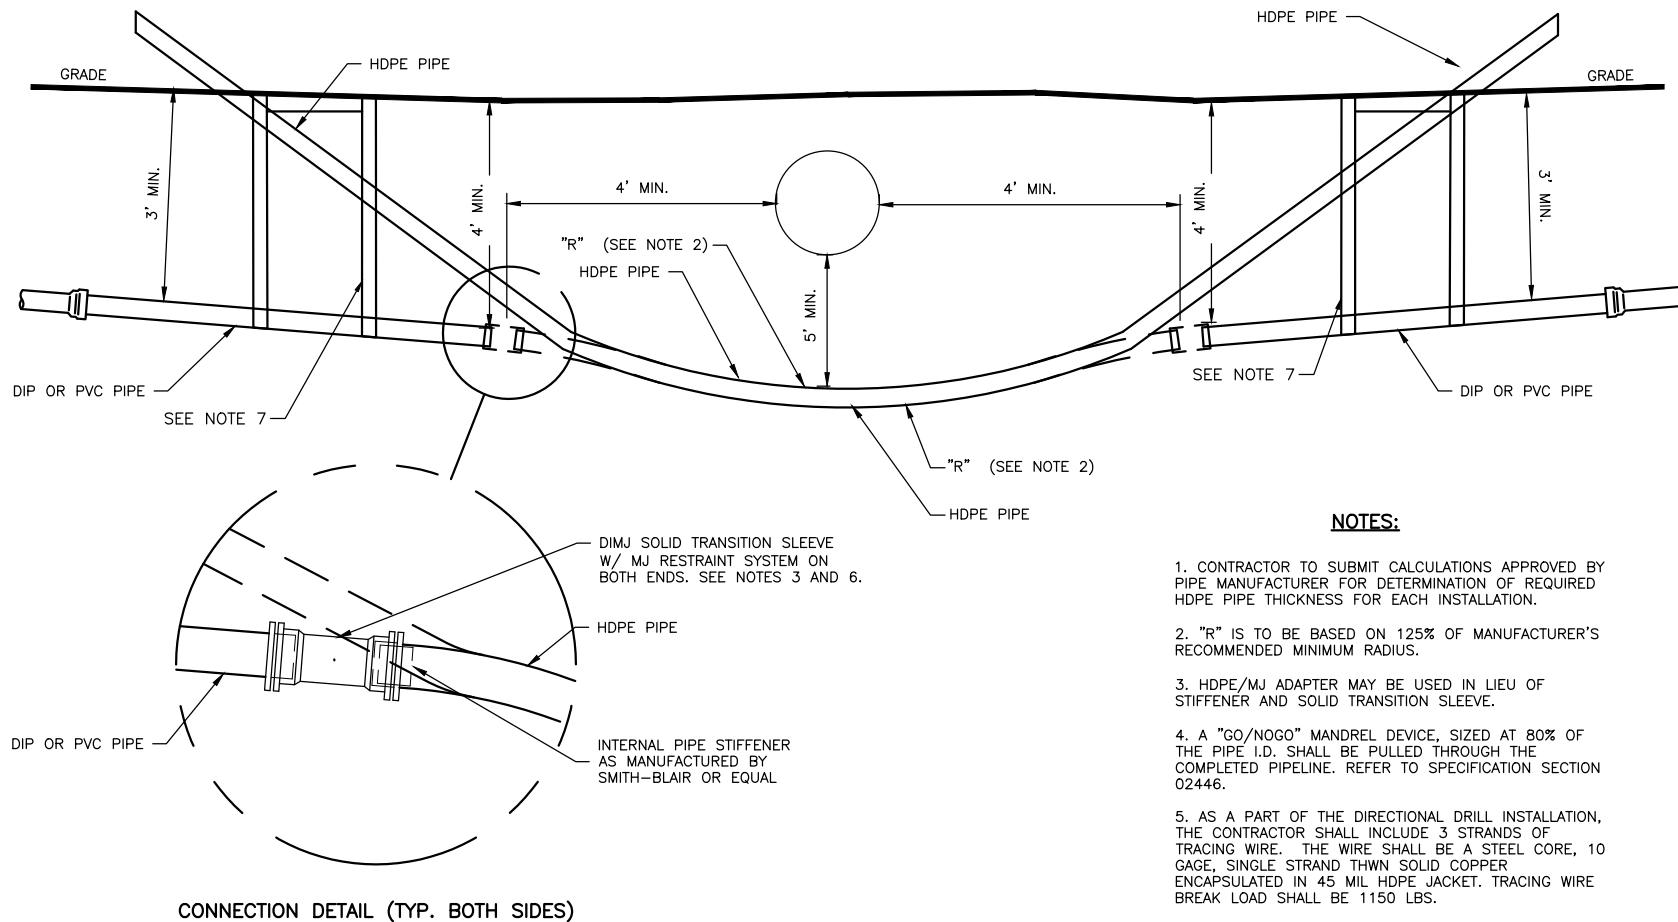 HDPE PIPE
GRADE
HDPE PIPE
GRADE
3' MIN.
4' MIN.
4' MIN.
4' MIN.
4' MIN.
3' MIN.
"R" (SEE NOTE 2)
HDPE PIPE
5' MIN.
DIP OR PVC PIPE
SEE NOTE 7
SEE NOTE 7
DIP OR PVC PIPE
"R" (SEE NOTE 2)
HDPE PIPE
DIMJ SOLID TRANSITION SLEEVE
W/ MJ RESTRAINT SYSTEM ON
BOTH ENDS. SEE NOTES 3 AND 6.
HDPE PIPE
DIP OR PVC PIPE
INTERNAL PIPE STIFFENER
AS MANUFACTURED BY
SMITH-BLAIR OR EQUAL
CONNECTION DETAIL (TYP. BOTH SIDES)
NOTES:
1. CONTRACTOR TO SUBMIT CALCULATIONS APPROVED BY
PIPE MANUFACTURER FOR DETERMINATION OF REQUIRED
HDPE PIPE THICKNESS FOR EACH INSTALLATION.
2. "R" IS TO BE BASED ON 125% OF MANUFACTURER'S
RECOMMENDED MINIMUM RADIUS.
3. HDPE/MJ ADAPTER MAY BE USED IN LIEU OF
STIFFENER AND SOLID TRANSITION SLEEVE.
4. A "GO/NOGO" MANDREL DEVICE, SIZED AT 80% OF
THE PIPE I.D. SHALL BE PULLED THROUGH THE
COMPLETED PIPELINE. REFER TO SPECIFICATION SECTION
02446.
5. AS A PART OF THE DIRECTIONAL DRILL INSTALLATION,
THE CONTRACTOR SHALL INCLUDE 3 STRANDS OF
TRACING WIRE. THE WIRE SHALL BE A STEEL CORE, 10
GAGE, SINGLE STRAND THWN SOLID COPPER
ENCAPSULATED IN 45 MIL HDPE JACKET. TRACING WIRE
BREAK LOAD SHALL BE 1150 LBS.